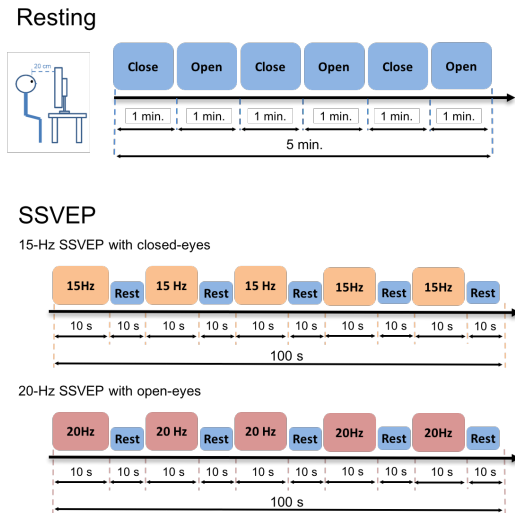 Resting
20 cm
Close Open Close Open Close Open
1 min. 1 min. 1 min. 1 min. 1 min. 1 min.
5 min.
SSVEP
15-Hz SSVEP with closed-eyes
15Hz Rest 15 Hz Rest 15 Hz Rest 15Hz Rest 15Hz Rest
10 s 10 s 10 s 10 s 10 s 10 s 10 s 10 s 10 s 10 s
100 s
20-Hz SSVEP with open-eyes
20Hz Rest 20 Hz Rest 20 Hz Rest 20Hz Rest 20Hz Rest
10 s 10 s 10 s 10 s 10 s 10 s 10 s 10 s 10 s 10 s
100 s